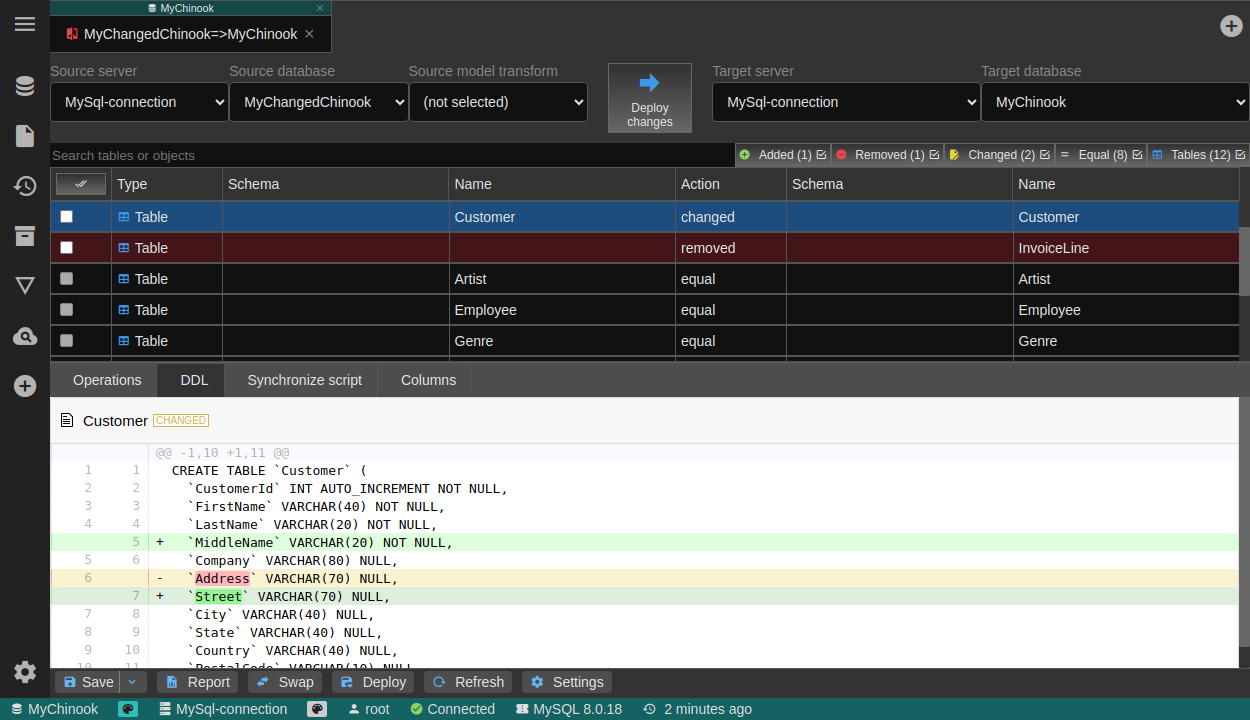 MyChinook
MyChangedChinook=>MyChinook
Source server
Source database
Source model transform
Target server
Target database
MySql-connection
MyChangedChinook
(not selected)
Deploy
changes
MySql-connection
MyChinook
Search tables or objects
Added (1)
Removed (1)
Changed (2)
Equal (8)
Tables (12)
Type Schema Name Action Schema Name
Table Customer changed Customer
Table removed InvoiceLine
Table Artist equal Artist
Table Employee equal Employee
Table Genre equal Genre
Operations DDL Synchronize script Columns
Customer CHANGED
@@ -1,10 +1,11 @@
1 1 CREATE TABLE `Customer` (
2 2 `CustomerId` INT AUTO_INCREMENT NOT NULL,
3 3 `FirstName` VARCHAR(40) NOT NULL,
4 4 `LastName` VARCHAR(20) NOT NULL,
5 + `MiddleName` VARCHAR(20) NOT NULL,
5 6 `Company` VARCHAR(80) NULL,
6 - `Address` VARCHAR(70) NULL,
7 + `Street` VARCHAR(70) NULL,
7 8 `City` VARCHAR(40) NULL,
8 9 `State` VARCHAR(40) NULL,
9 10 `Country` VARCHAR(40) NULL,
10 11 `PostalCode` VARCHAR(10) NULL
Save Report Swap Deploy Refresh Settings
MyChinook MySql-connection root Connected MySQL 8.0.18 2 minutes ago